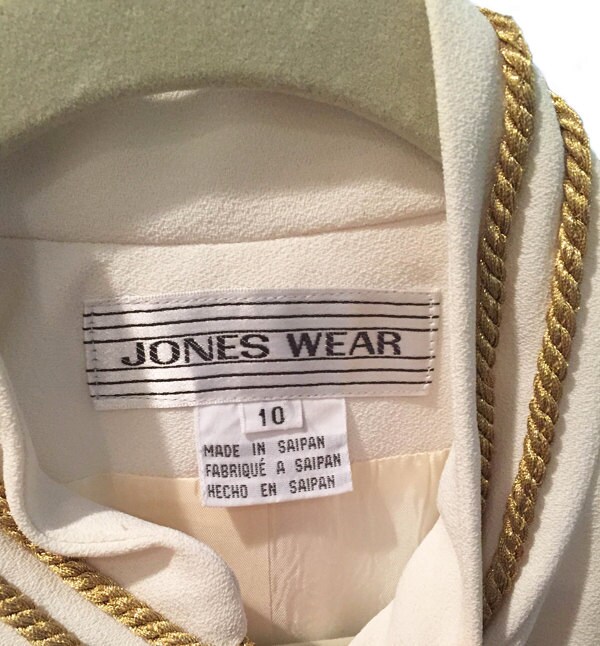 JONES WEAR
10
MADE IN SAIPAN
FABRIQUÉ A SAIPAN
HECHO EN SAIPAN